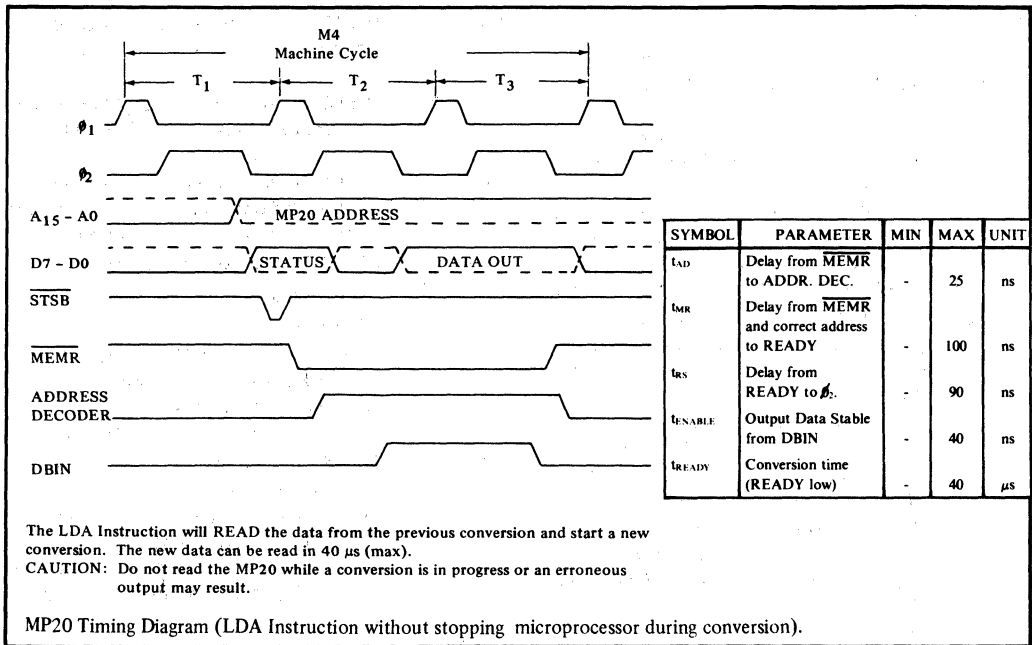 M4
Machine Cycle
T1 T2 T3
ϕ1
ϕ2
A15 - A0 MP20 ADDRESS
D7 - D0 STATUS DATA OUT
STSB
MEMR
ADDRESS
DECODER
DBIN
SYMBOL PARAMETER MIN MAX UNIT
tAD Delay from MEMR
to ADDR. DEC. - 25 ns
tMR Delay from MEMR
and correct address
to READY - 100 ns
tRS Delay from
READY to ϕ2. - 90 ns
tENABLE Output Data Stable
from DBIN - 40 ns
tREADY Conversion time
(READY low) - 40 μs
The LDA Instruction will READ the data from the previous conversion and start a new
conversion. The new data can be read in 40 μs (max).
CAUTION: Do not read the MP20 while a conversion is in progress or an erroneous
output may result.
MP20 Timing Diagram (LDA Instruction without stopping microprocessor during conversion).